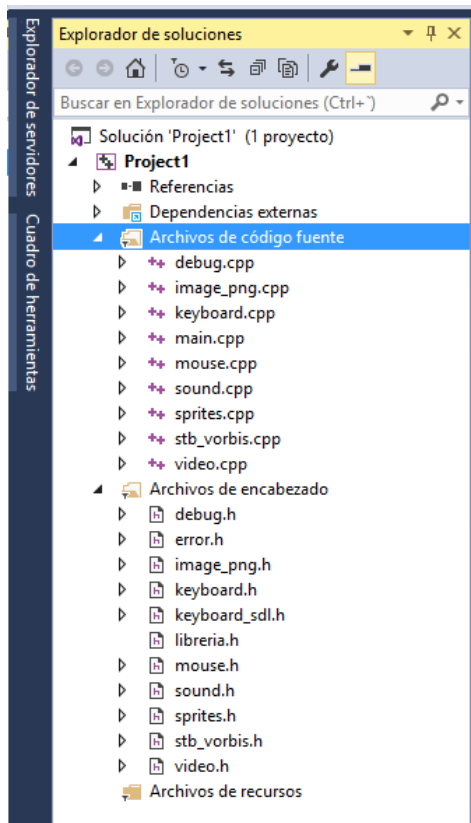 Explorador de servidores
Cuadro de herramientas
Explorador de soluciones
Buscar en Explorador de soluciones (Ctrl+`)
Solución 'Project1' (1 proyecto)
Project1
Referencias
Dependencias externas
Archivos de código fuente
debug.cpp
image_png.cpp
keyboard.cpp
main.cpp
mouse.cpp
sound.cpp
sprites.cpp
stb_vorbis.cpp
video.cpp
Archivos de encabezado
debug.h
error.h
image_png.h
keyboard.h
keyboard_sdl.h
libreria.h
mouse.h
sound.h
sprites.h
stb_vorbis.h
video.h
Archivos de recursos